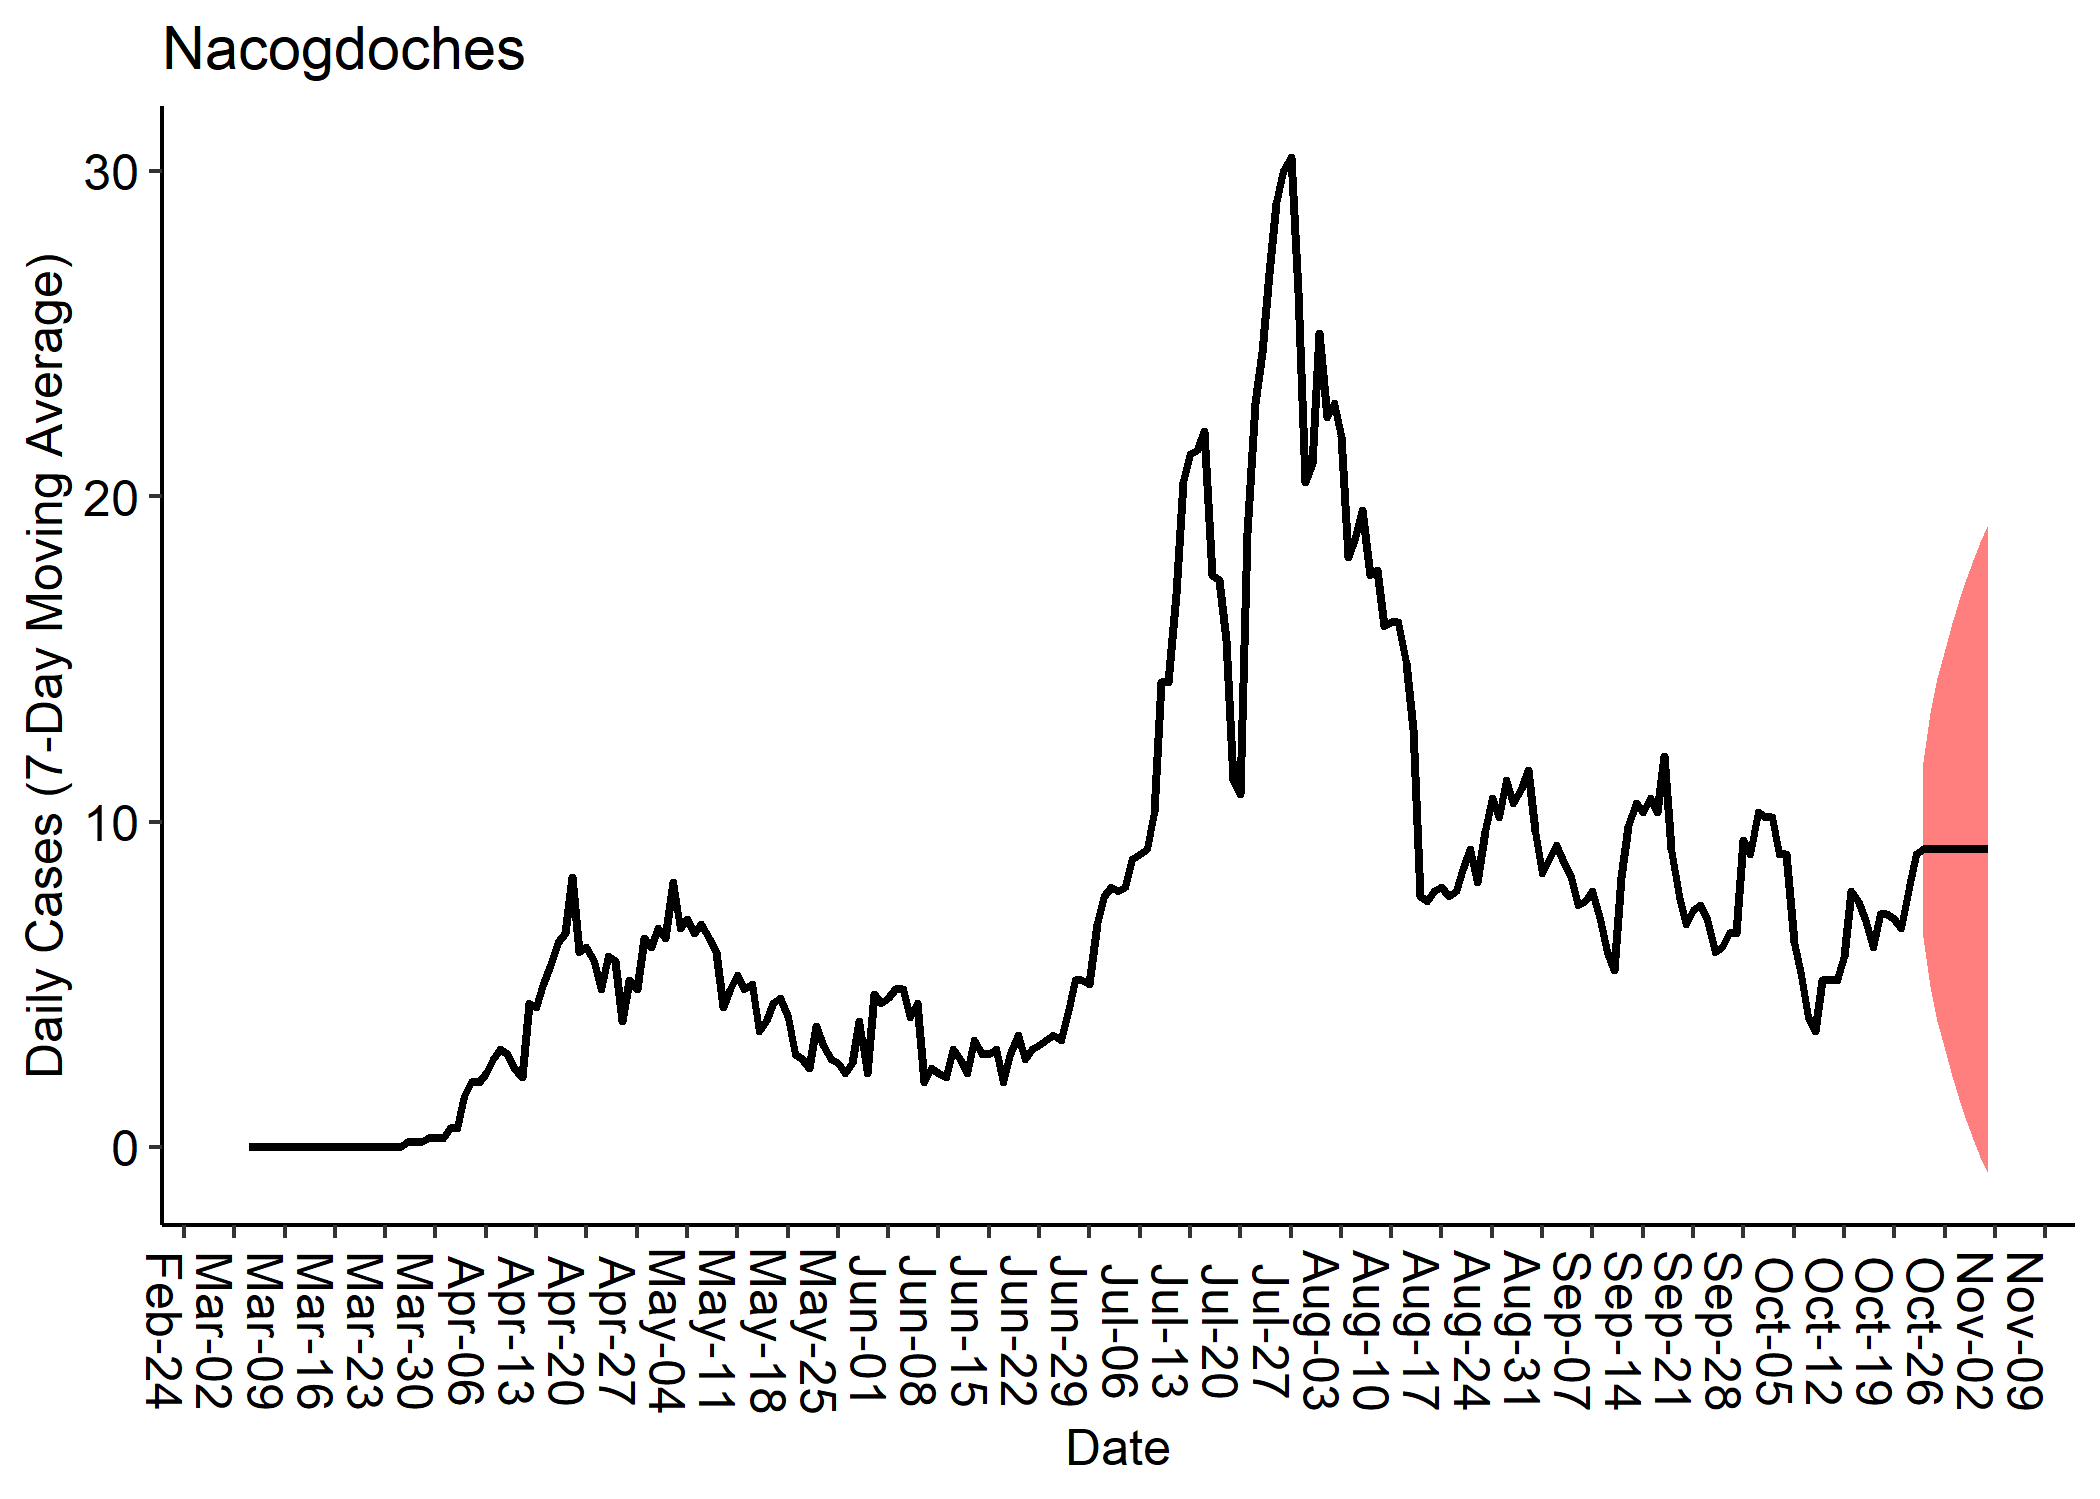 Nacogdoches
Daily Cases (7-Day Moving Average)
30
20
10
0
Feb-24
Mar-02
Mar-09
Mar-16
Mar-23
Mar-30
Apr-06
Apr-13
Apr-20
Apr-27
May-04
May-11
May-18
May-25
Jun-01
Jun-08
Jun-15
Jun-22
Jun-29
Jul-06
Jul-13
Jul-20
Jul-27
Aug-03
Aug-10
Aug-17
Aug-24
Aug-31
Sep-07
Sep-14
Sep-21
Sep-28
Oct-05
Oct-12
Oct-19
Oct-26
Nov-02
Nov-09
Date